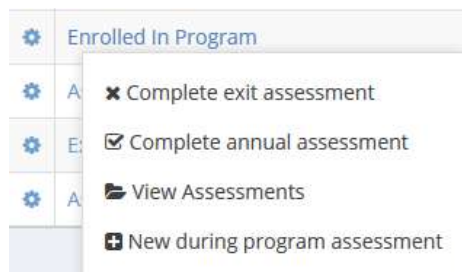 Enrolled In Program
Complete exit assessment
Complete annual assessment
View Assessments
New during program assessment